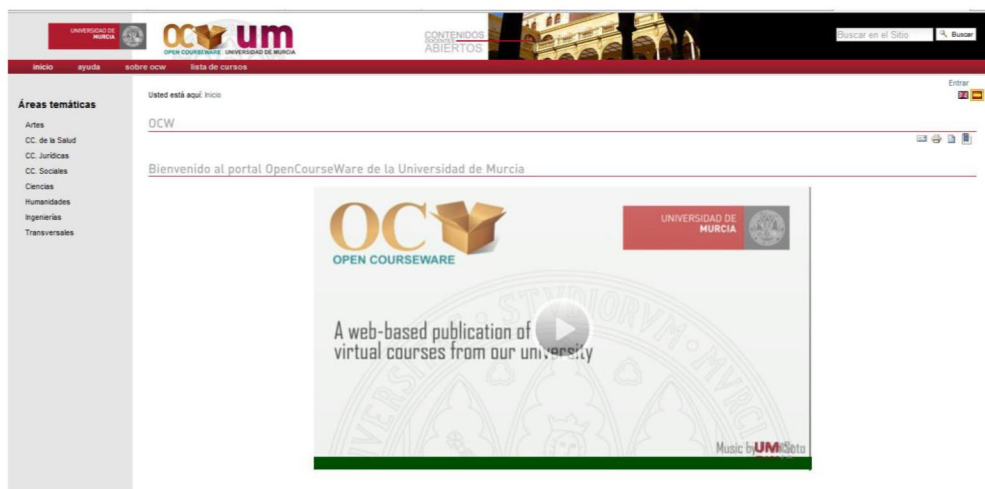 UNIVERSIDAD DE
MURCIA
OCW um
OPEN COURSEWARE UNIVERSIDAD DE MURCIA
CONTENIDOS
DOCENTES
ABIERTOS
Buscar en el Sitio
Buscar
inicio ayuda sobre ocw lista de cursos
Entrar
Áreas temáticas
Artes
CC. de la Salud
CC. Jurídicas
CC. Sociales
Ciencias
Humanidades
Ingenierías
Transversales
Usted está aquí: Inicio
OCW
Bienvenido al portal OpenCourseWare de la Universidad de Murcia
OC
OPEN COURSEWARE
UNIVERSIDAD DE
MURCIA
A web-based publication of
virtual courses from our university
Music by UM